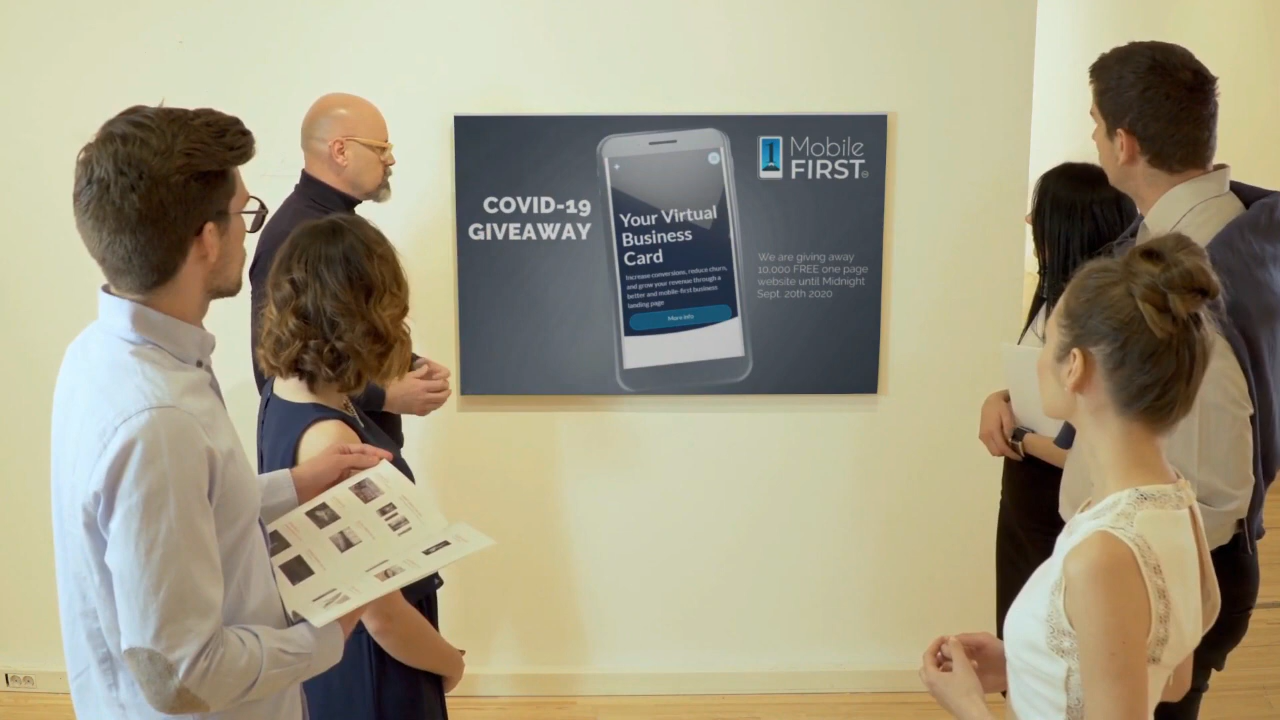 COVID-19
GIVEAWAY
Your Virtual
Business
Card
Increase conversions, reduce churn,
and grow your revenue through a
better and mobile-first business
landing page
More info
1
Mobile
FIRST
We are giving away
10,000 FREE one page
website until Midnight
Sept. 20th 2020